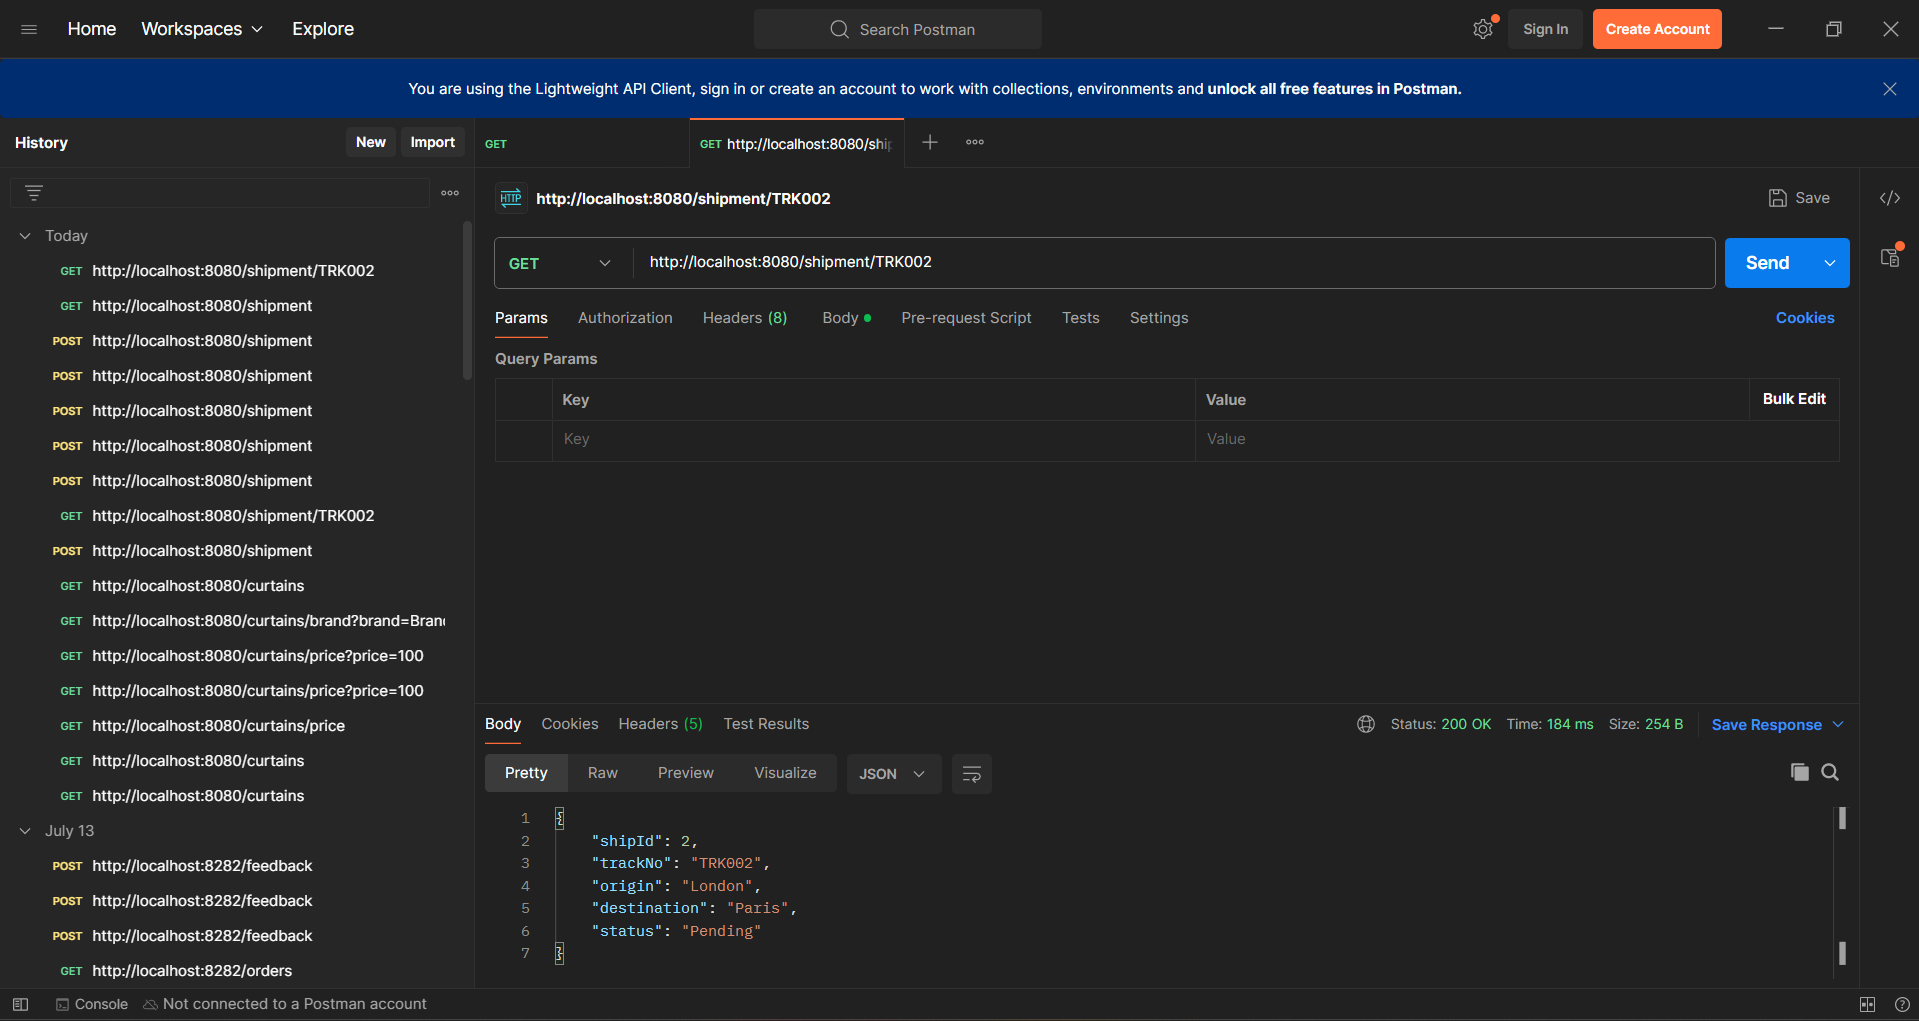 Home Workspaces Explore Search Postman Sign In Create Account
You are using the Lightweight API Client, sign in or create an account to work with collections, environments and unlock all free features in Postman.
History New Import
Today
GET http://localhost:8080/shipment/TRK002
GET http://localhost:8080/shipment
POST http://localhost:8080/shipment
POST http://localhost:8080/shipment
POST http://localhost:8080/shipment
POST http://localhost:8080/shipment
POST http://localhost:8080/shipment
GET http://localhost:8080/shipment/TRK002
POST http://localhost:8080/shipment
GET http://localhost:8080/curtains
GET http://localhost:8080/curtains/brand?brand=Bran
GET http://localhost:8080/curtains/price?price=100
GET http://localhost:8080/curtains/price?price=100
GET http://localhost:8080/curtains/price
GET http://localhost:8080/curtains
GET http://localhost:8080/curtains
July 13
POST http://localhost:8282/feedback
POST http://localhost:8282/feedback
POST http://localhost:8282/feedback
GET http://localhost:8282/orders
GET
GET http://localhost:8080/ship
HTTP http://localhost:8080/shipment/TRK002 Save
GET http://localhost:8080/shipment/TRK002 Send
Params Authorization Headers (8) Body Pre-request Script Tests Settings Cookies
Query Params
Key Value Bulk Edit
Key Value
Body Cookies Headers (5) Test Results Status: 200 OK Time: 184 ms Size: 254 B Save Response
Pretty Raw Preview Visualize JSON
1 {
2 "shipId": 2,
3 "trackNo": "TRK002",
4 "origin": "London",
5 "destination": "Paris",
6 "status": "Pending"
7 }
Console Not connected to a Postman account